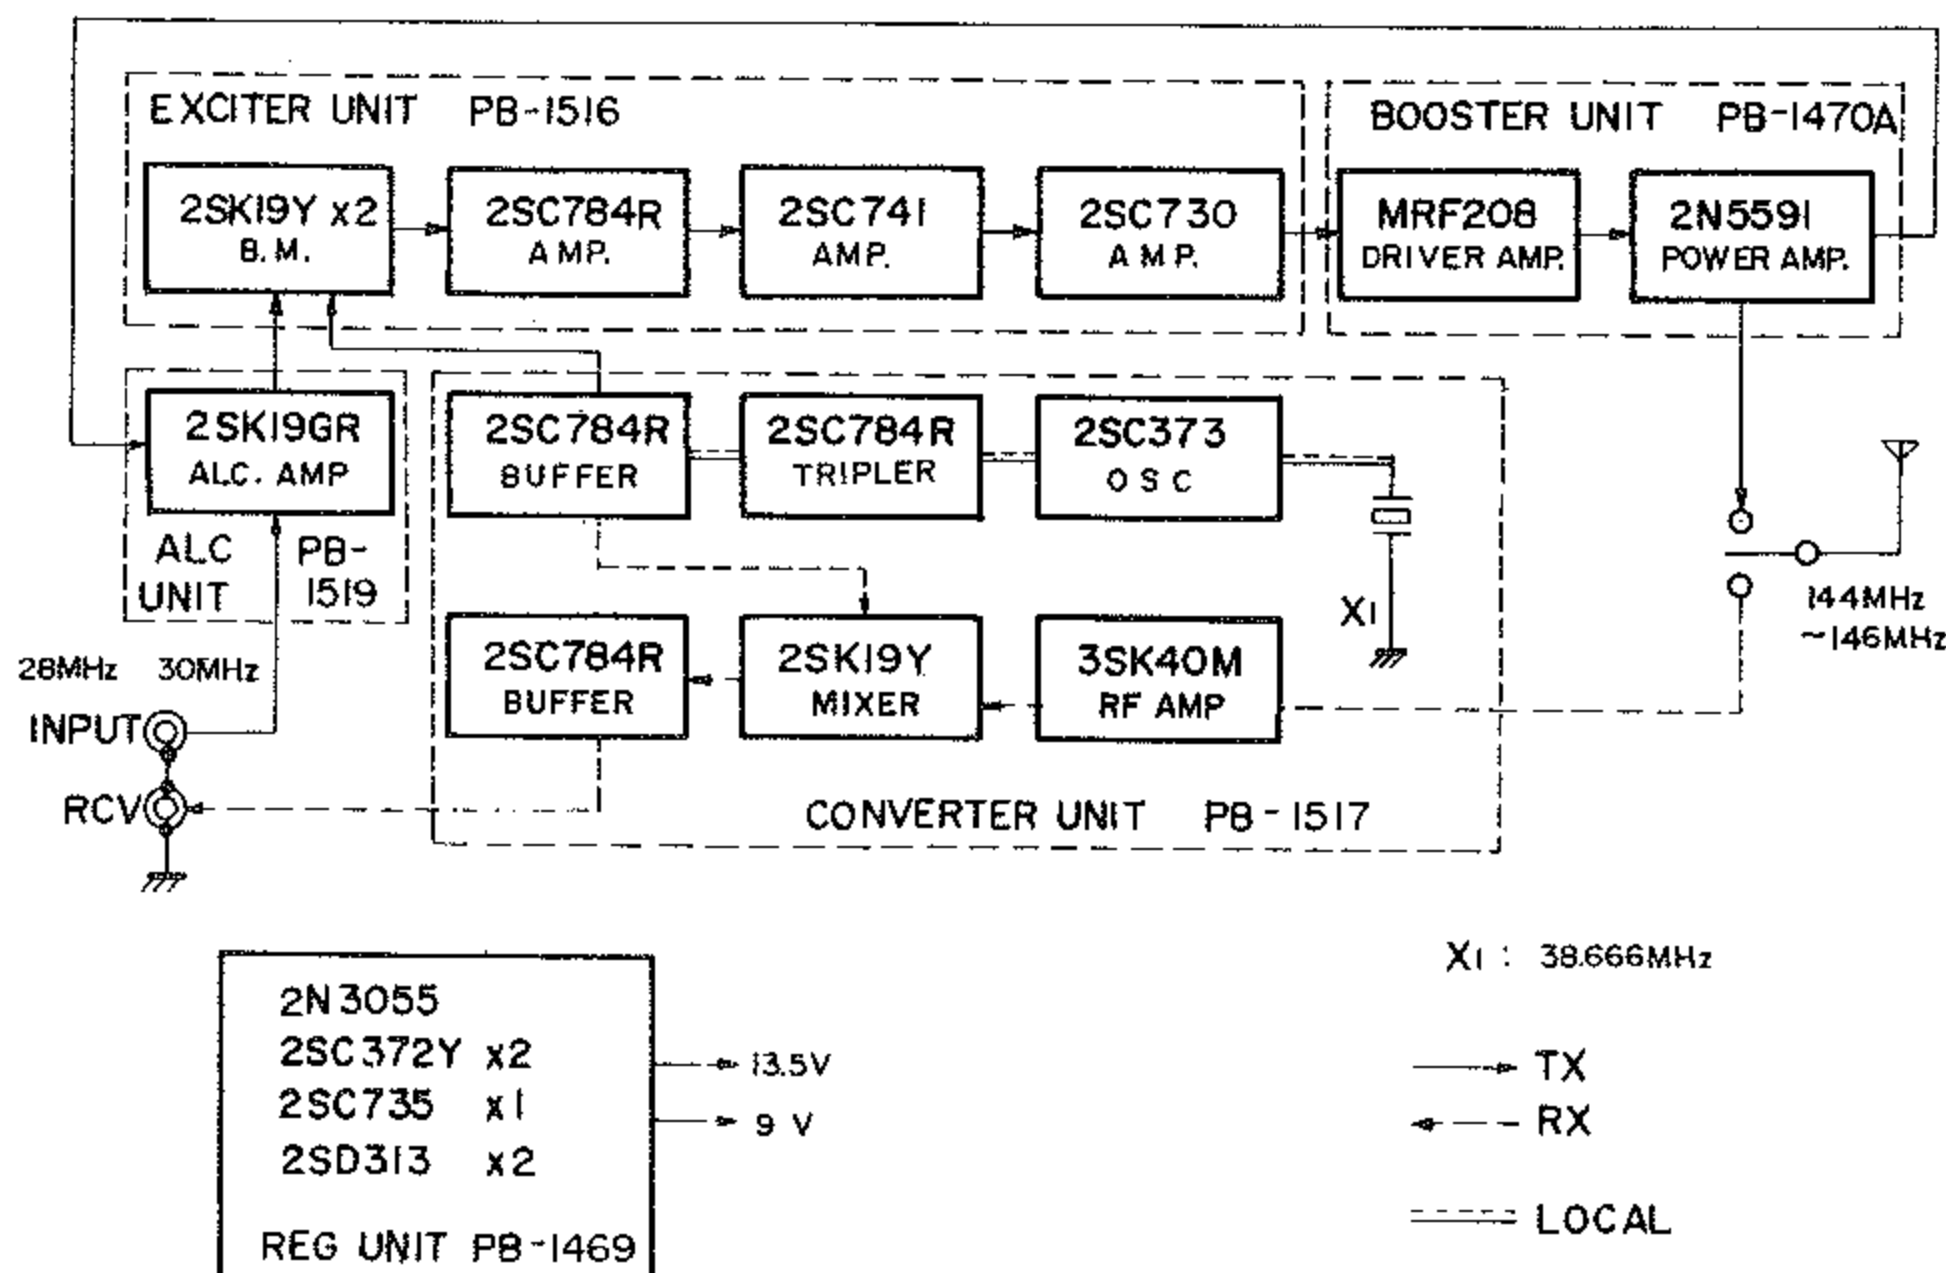 EXCITER UNIT PB-1516
BOOSTER UNIT PB-1470A
2SK19Y x2
B.M.
2SC784R
AMP.
2SC741
AMP.
2SC730
AMP.
MRF208
DRIVER AMP.
2N5591
POWER AMP.
2SK19GR
ALC. AMP
ALC PB-
UNIT 1519
2SC784R
BUFFER
2SC784R
TRIPLER
2SC373
OSC
X1
144MHz
~146MHz
28MHz 30MHz
INPUT
RCV
2SC784R
BUFFER
2SK19Y
MIXER
3SK40M
RF AMP
CONVERTER UNIT PB-1517
X1 : 38.666MHz
2N3055
2SC372Y x2
2SC735 x1
2SD313 x2
REG UNIT PB-1469
13.5V
9 V
TX
RX
LOCAL